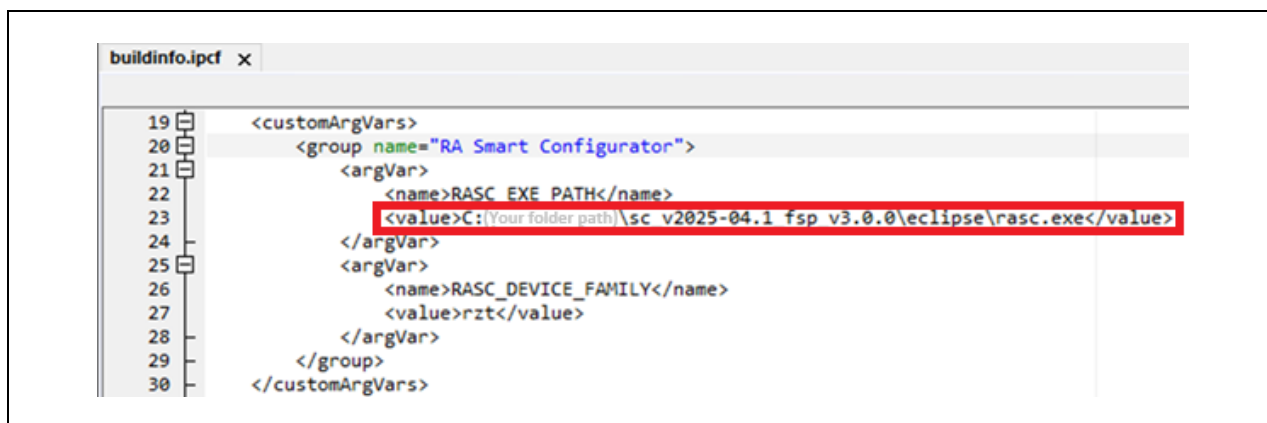 buildinfo.ipcf x
19 <customArgVars>
20 <group name="RA Smart Configurator">
21 <argVar>
22 <name>RASC_EXE_PATH</name>
23 <value>C:(Your folder path)\sc_v2025-04.1_fsp_v3.0.0\eclipse\rasc.exe</value>
24 </argVar>
25 <argVar>
26 <name>RASC_DEVICE_FAMILY</name>
27 <value>rzt</value>
28 </argVar>
29 </group>
30 </customArgVars>